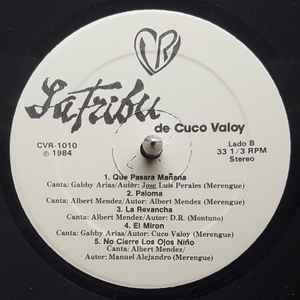 CVR
La Tribu
de Cuco Valoy
CVR-1010
℗ 1984
Lado B
33 1/3 RPM
Stereo
1. Que Pasara Mañana
Canta: Gabby Arias/Autor: Jose Luis Perales (Merengue)
2. Paloma
Canta: Albert Mendez/Autor: Albert Mendez (Merengue)
3. La Revancha
Canta: Albert Mendez/Autor: D.R. (Montuno)
4. El Miron
Canta: Gabby Arias/Autor: Cuco Valoy (Merengue)
5. No Cierre Los Ojos Niño
Canta: Albert Mendez/
Autor: Manuel Alejandro (Merengue)